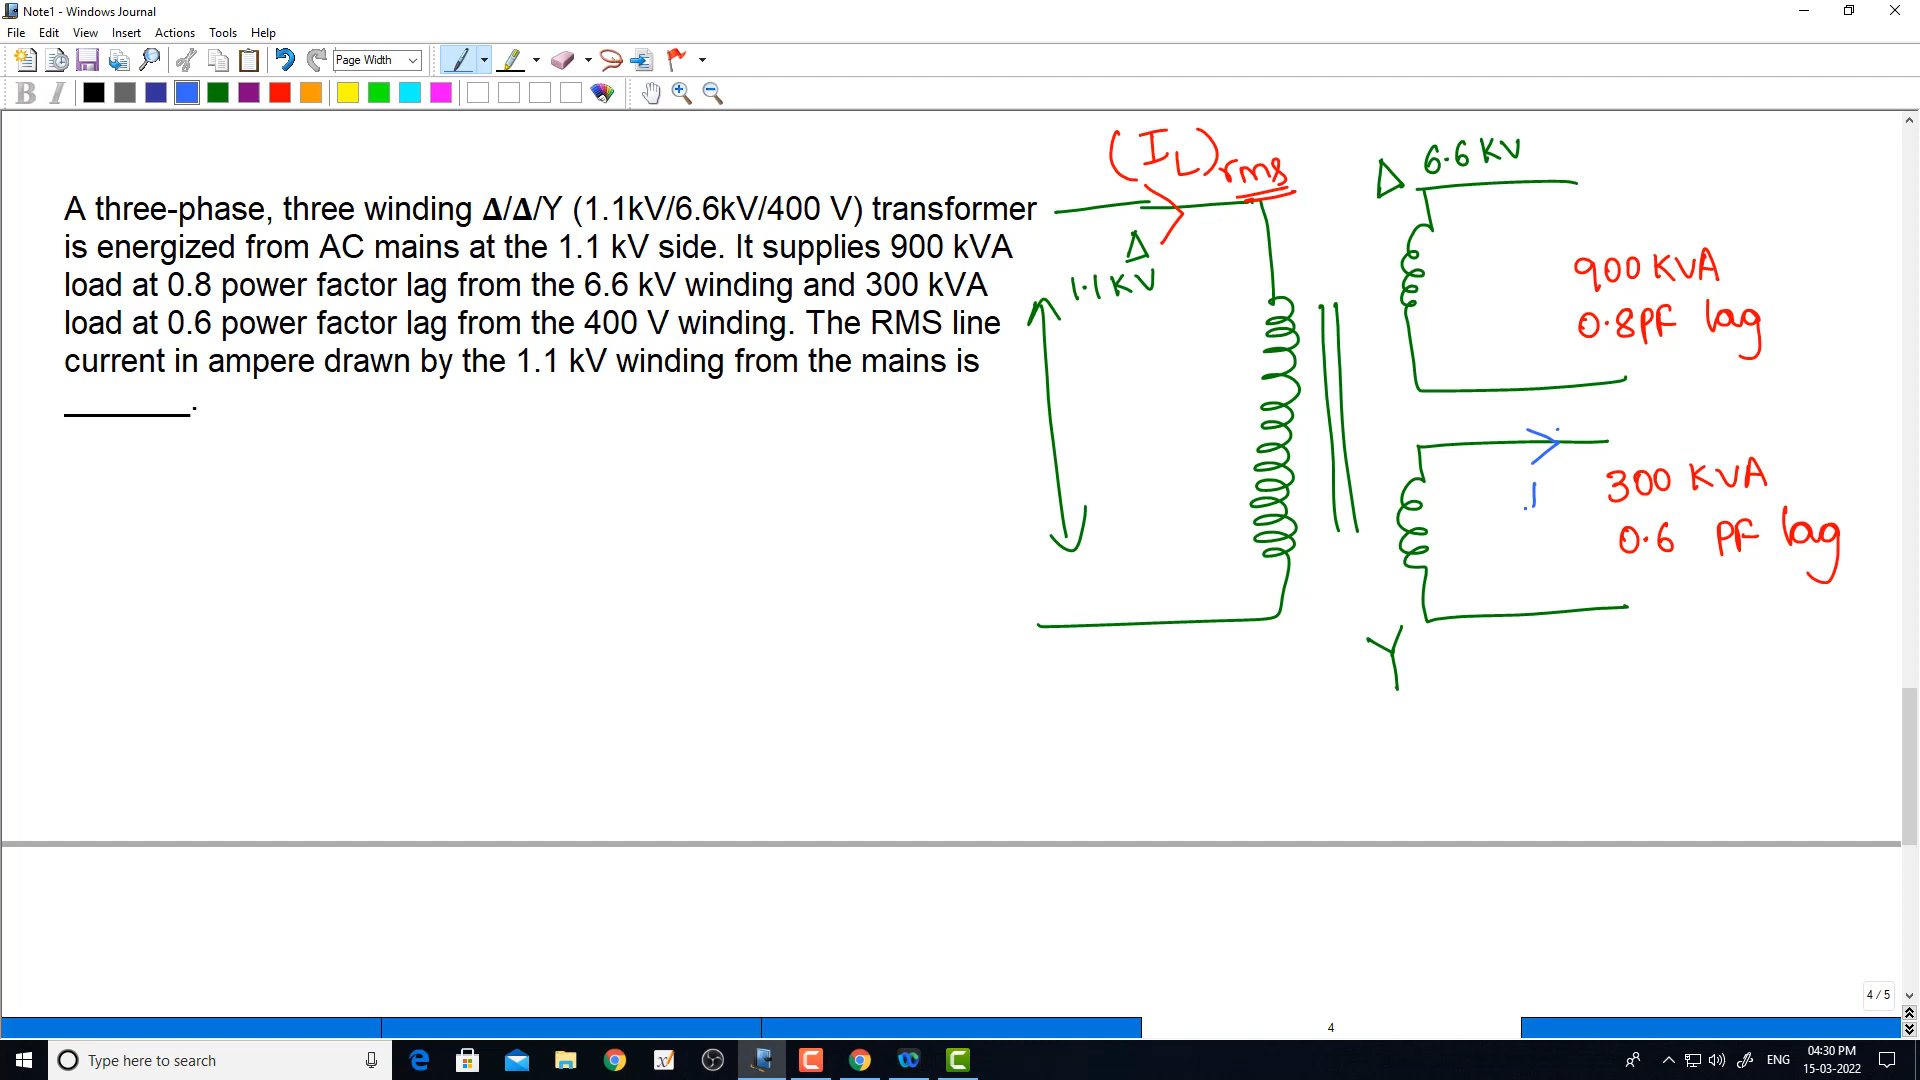 Note1 - Windows Journal
File Edit View Insert Actions Tools Help
Page Width
B I
A three-phase, three winding Δ/Δ/Y (1.1kV/6.6kV/400 V) transformer
is energized from AC mains at the 1.1 kV side. It supplies 900 kVA
load at 0.8 power factor lag from the 6.6 kV winding and 300 kVA
load at 0.6 power factor lag from the 400 V winding. The RMS line
current in ampere drawn by the 1.1 kV winding from the mains is
________.
(IL)rms
Δ
1.1 KV
Δ 6.6 KV
900 KVA
0.8PF lag
300 KVA
0.6 PF lag
Y
4 / 5
4
Type here to search
ENG
04:30 PM
15-03-2022